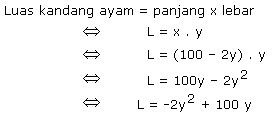 Luas kandang ayam = panjang x lebar
⇔ L = x . y
⇔ L = (100 – 2y) . y
⇔ L = 100y – 2y²
⇔ L = -2y² + 100 y